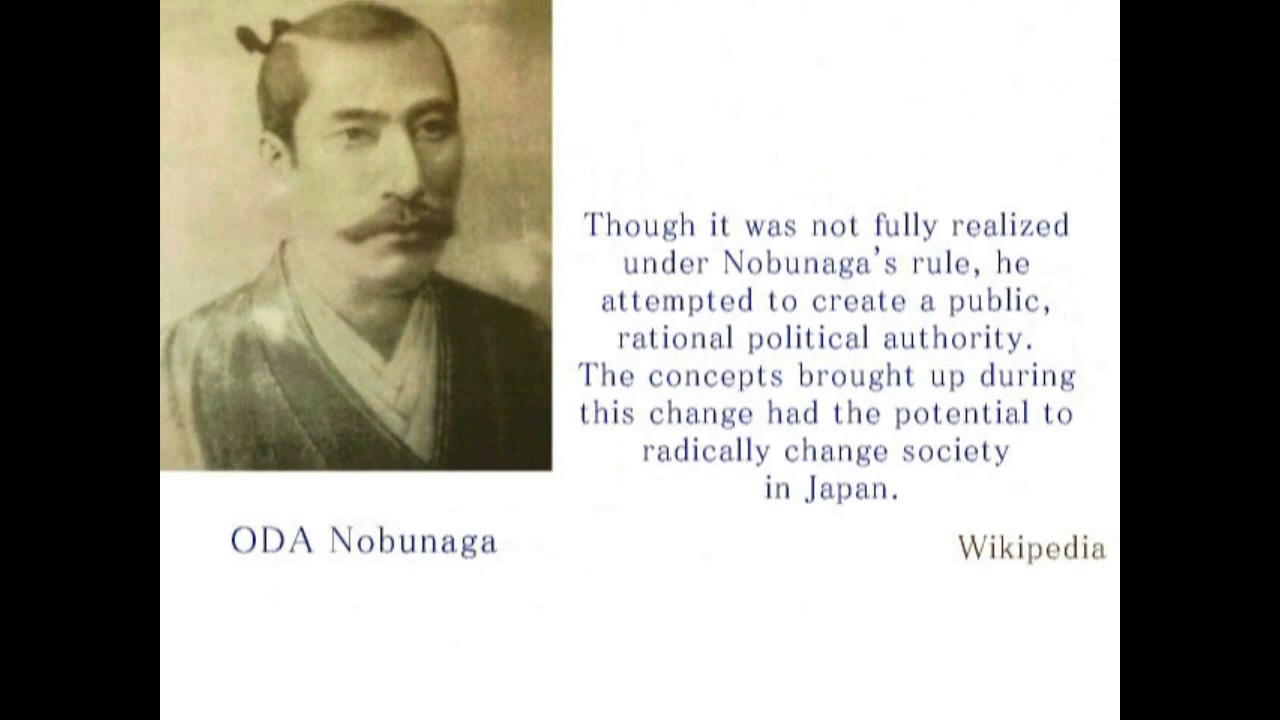 Though it was not fully realized
under Nobunaga's rule, he
attempted to create a public,
rational political authority.
The concepts brought up during
this change had the potential to
radically change society
in Japan.
ODA Nobunaga
Wikipedia